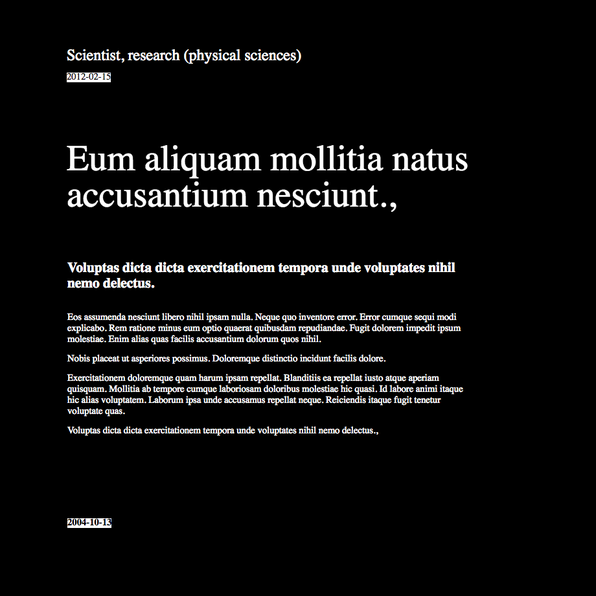 Scientist, research (physical sciences)
2012-02-15
Eum aliquam mollitia natus
accusantium nesciunt.,
Voluptas dicta dicta exercitationem tempora unde voluptates nihil
nemo delectus.
Eos assumenda nesciunt libero nihil ipsam nulla. Neque quo inventore error. Error cumque sequi modi
explicabo. Rem ratione minus eum optio quaerat quibusdam repudiandae. Fugit dolorem impedit ipsum
molestiae. Enim alias quas facilis accusantium dolorum quos nihil.
Nobis placeat ut asperiores possimus. Doloremque distinctio incidunt facilis dolore.
Exercitationem doloremque quam harum ipsam repellat. Blanditiis ea repellat iusto atque aperiam
quisquam. Mollitia ab tempore cumque laboriosam doloribus molestiae hic quasi. Id labore animi itaque
hic alias voluptatem. Laborum ipsa unde accusamus repellat neque. Reiciendis itaque fugit tenetur
voluptate quas.
Voluptas dicta dicta exercitationem tempora unde voluptates nihil nemo delectus.,
2004-10-13